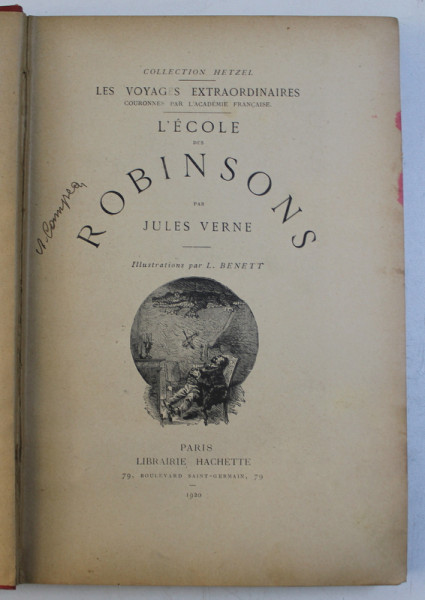 COLLECTION HETZEL
LES VOYAGES EXTRAORDINAIRES
COURONNÉS PAR L'ACADÉMIE FRANÇAISE.
L'ÉCOLE
DES
ROBINSONS
PAR
JULES VERNE
Illustrations par L. BENETT
PARIS
LIBRAIRIE HACHETTE
79, BOULEVARD SAINT-GERMAIN, 79
1920